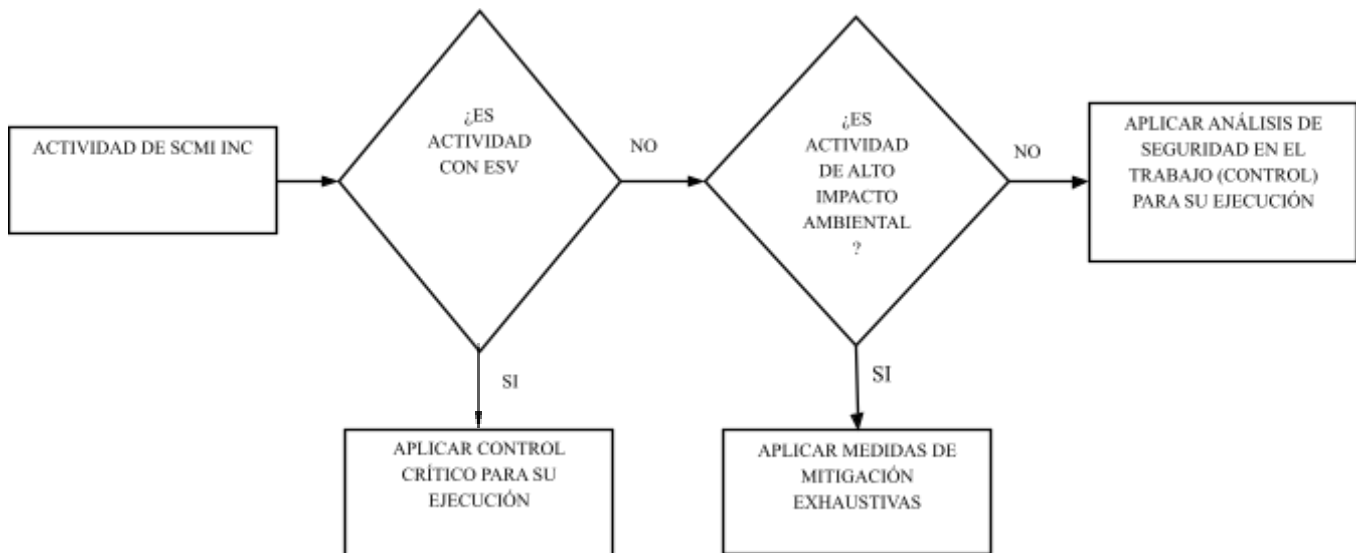 ACTIVIDAD DE SCMI INC
¿ES
ACTIVIDAD
CON ESV
NO
¿ES
ACTIVIDAD
DE ALTO
IMPACTO
AMBIENTAL
?
NO
APLICAR ANÁLISIS DE
SEGURIDAD EN EL
TRABAJO (CONTROL)
PARA SU EJECUCIÓN
SI
SI
APLICAR CONTROL
CRÍTICO PARA SU
EJECUCIÓN
APLICAR MEDIDAS DE
MITIGACIÓN
EXHAUSTIVAS